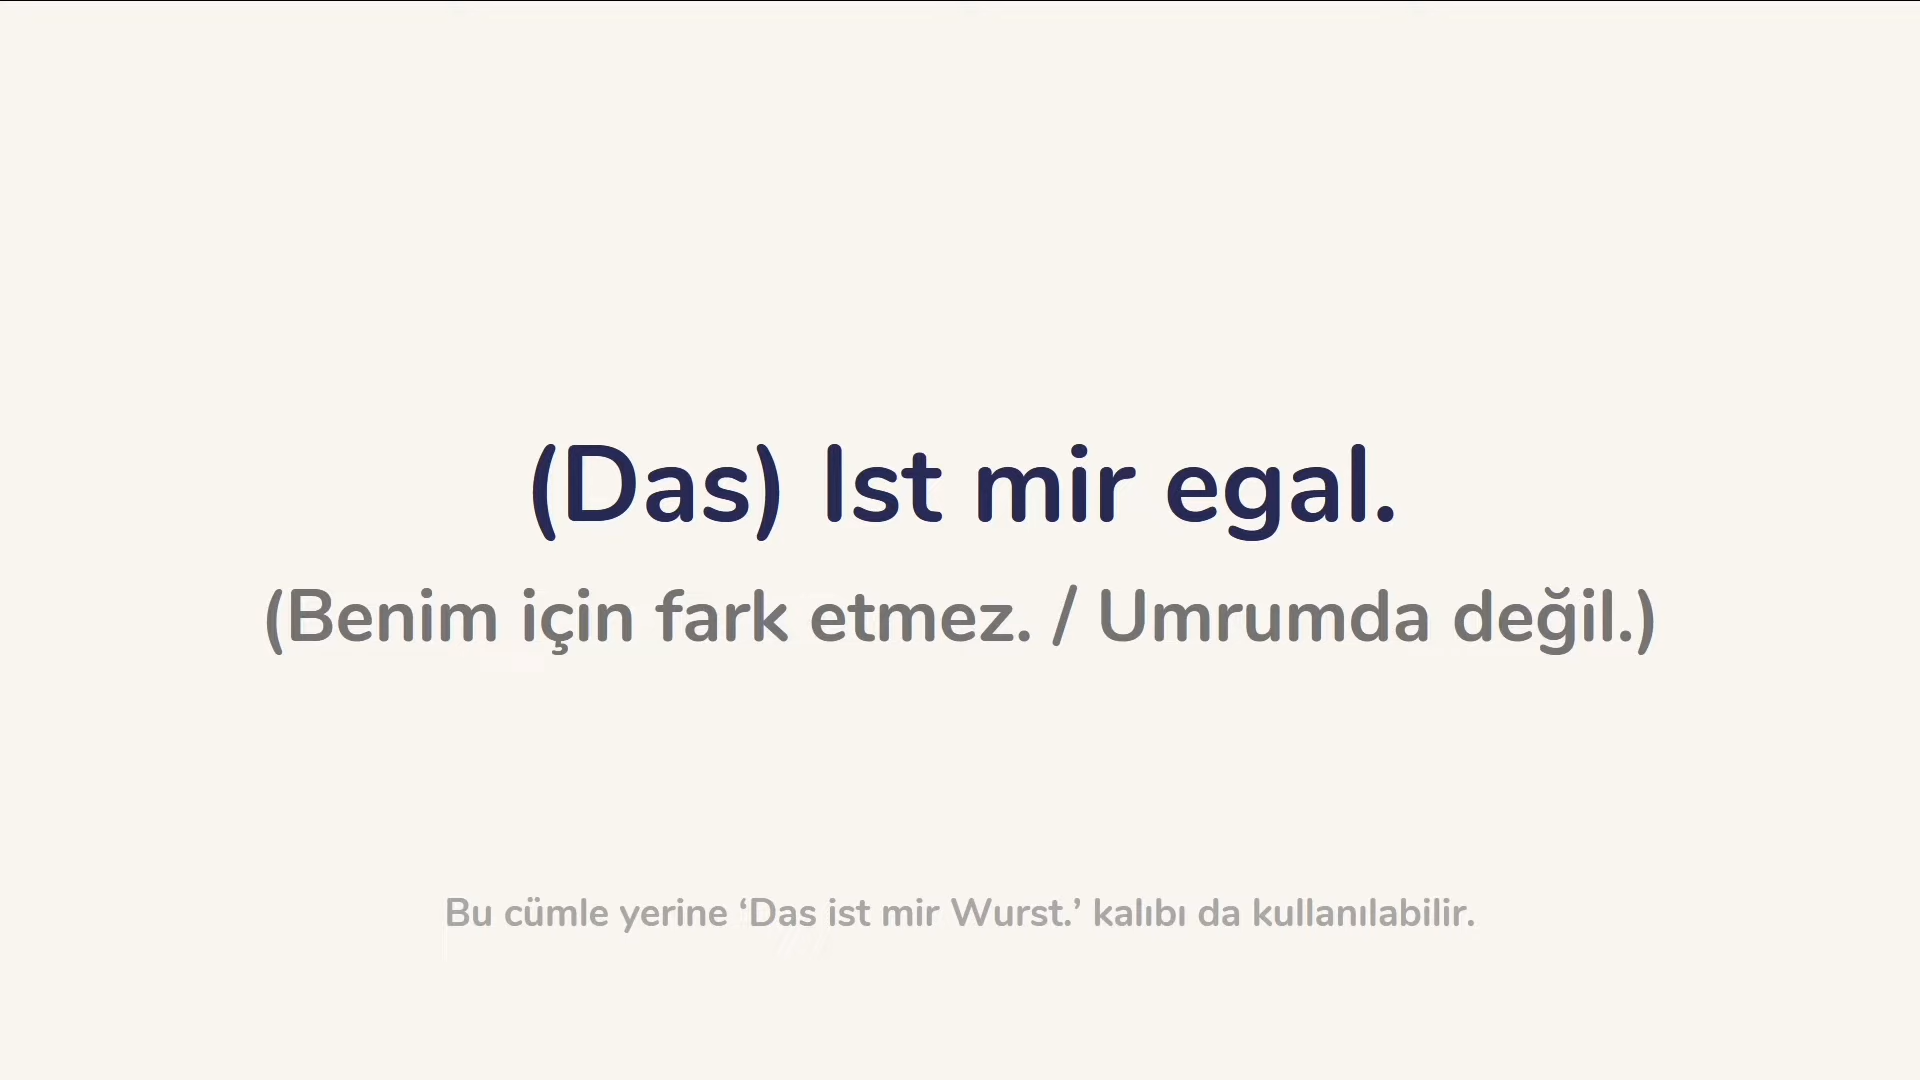 (Das) Ist mir egal.
(Benim için fark etmez. / Umrumda değil.)
Bu cümle yerine ‘Das ist mir Wurst.’ kalıbı da kullanılabilir.